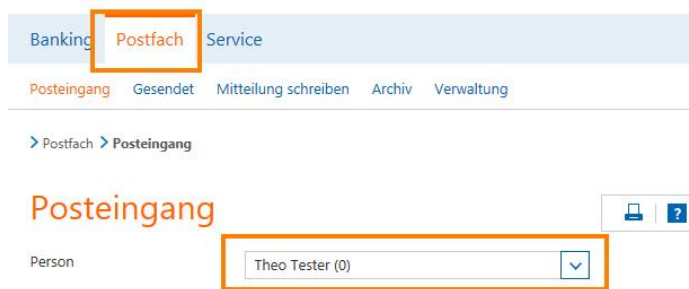 Banking Postfach Service
Posteingang Gesendet Mitteilung schreiben Archiv Verwaltung
Postfach Posteingang
Posteingang
?
Person Theo Tester (0)